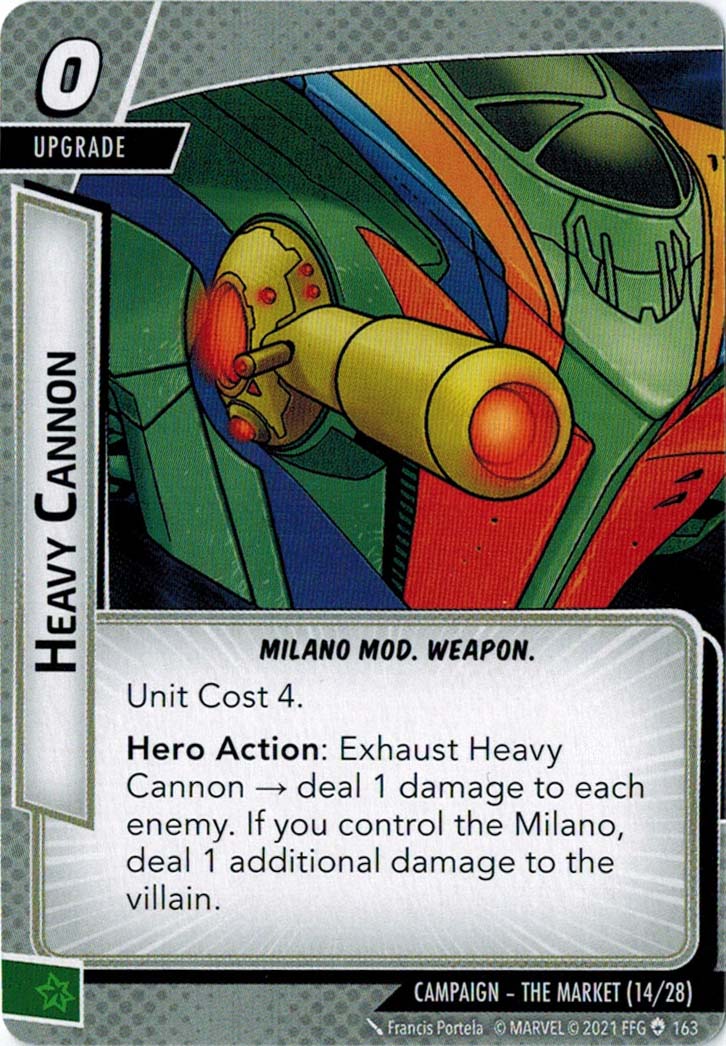 0
UPGRADE
HEAVY CANNON
MILANO MOD. WEAPON.
Unit Cost 4.
Hero Action: Exhaust Heavy
Cannon → deal 1 damage to each
enemy. If you control the Milano,
deal 1 additional damage to the
villain.
CAMPAIGN – THE MARKET (14/28)
Francis Portela © MARVEL © 2021 FFG 163